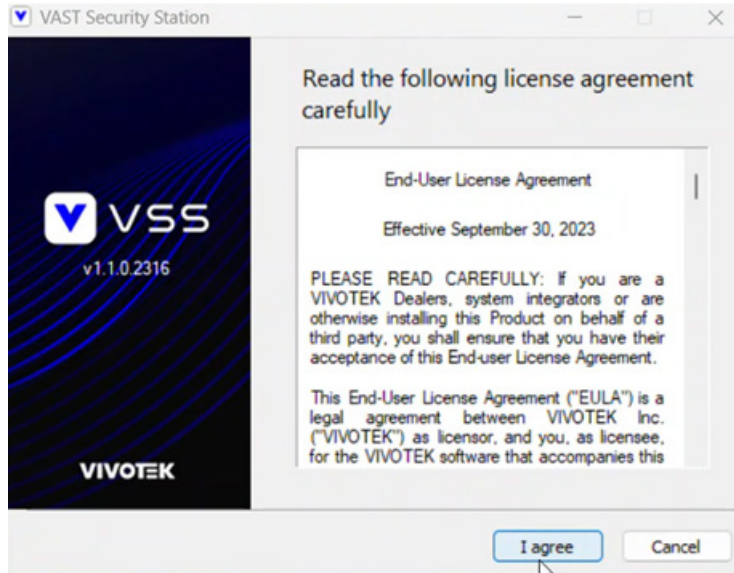 VAST Security Station
Read the following license agreement
carefully
VSS
v1.1.0.2316
VIVOTEK
End-User License Agreement
Effective September 30, 2023
PLEASE READ CAREFULLY: If you are a
VIVOTEK Dealers, system integrators or are
otherwise installing this Product on behalf of a
third party, you shall ensure that you have their
acceptance of this End-user License Agreement.
This End-User License Agreement ("EULA") is a
legal agreement between VIVOTEK Inc.
("VIVOTEK") as licensor, and you, as licensee,
for the VIVOTEK software that accompanies this
I agree
Cancel